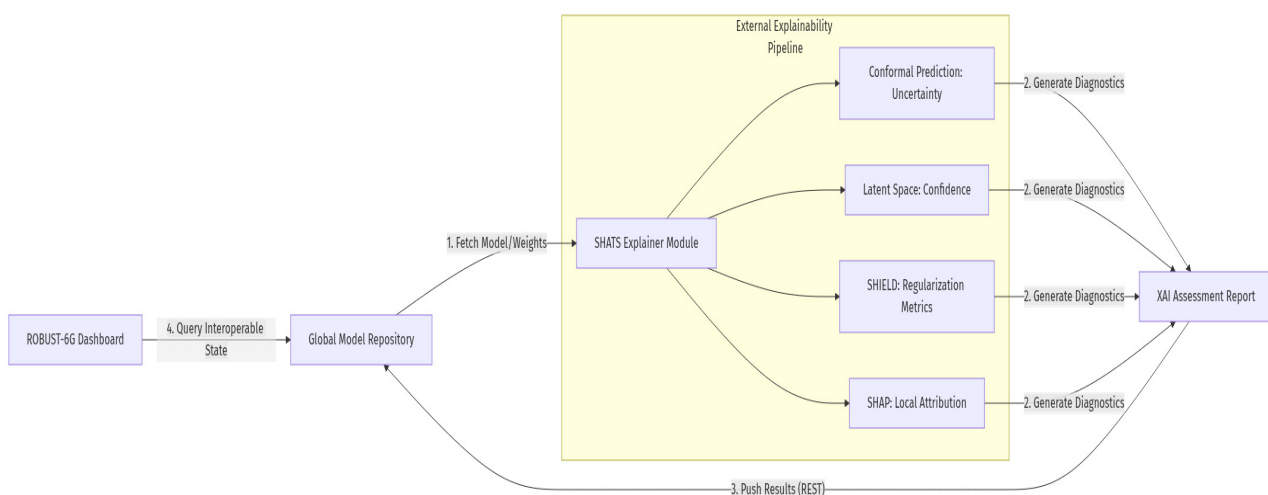 External Explainability
Pipeline
Conformal Prediction:
Uncertainty
2. Generate Diagnostics
Latent Space: Confidence
2. Generate Diagnostics
1. Fetch Model/Weights
SHATS Explainer Module
SHIELD: Regularization
Metrics
2. Generate Diagnostics
XAI Assessment Report
ROBUST-6G Dashboard
4. Query Interoperable
State
Global Model Repository
SHAP: Local Attribution
2. Generate Diagnostics
3. Push Results (REST)